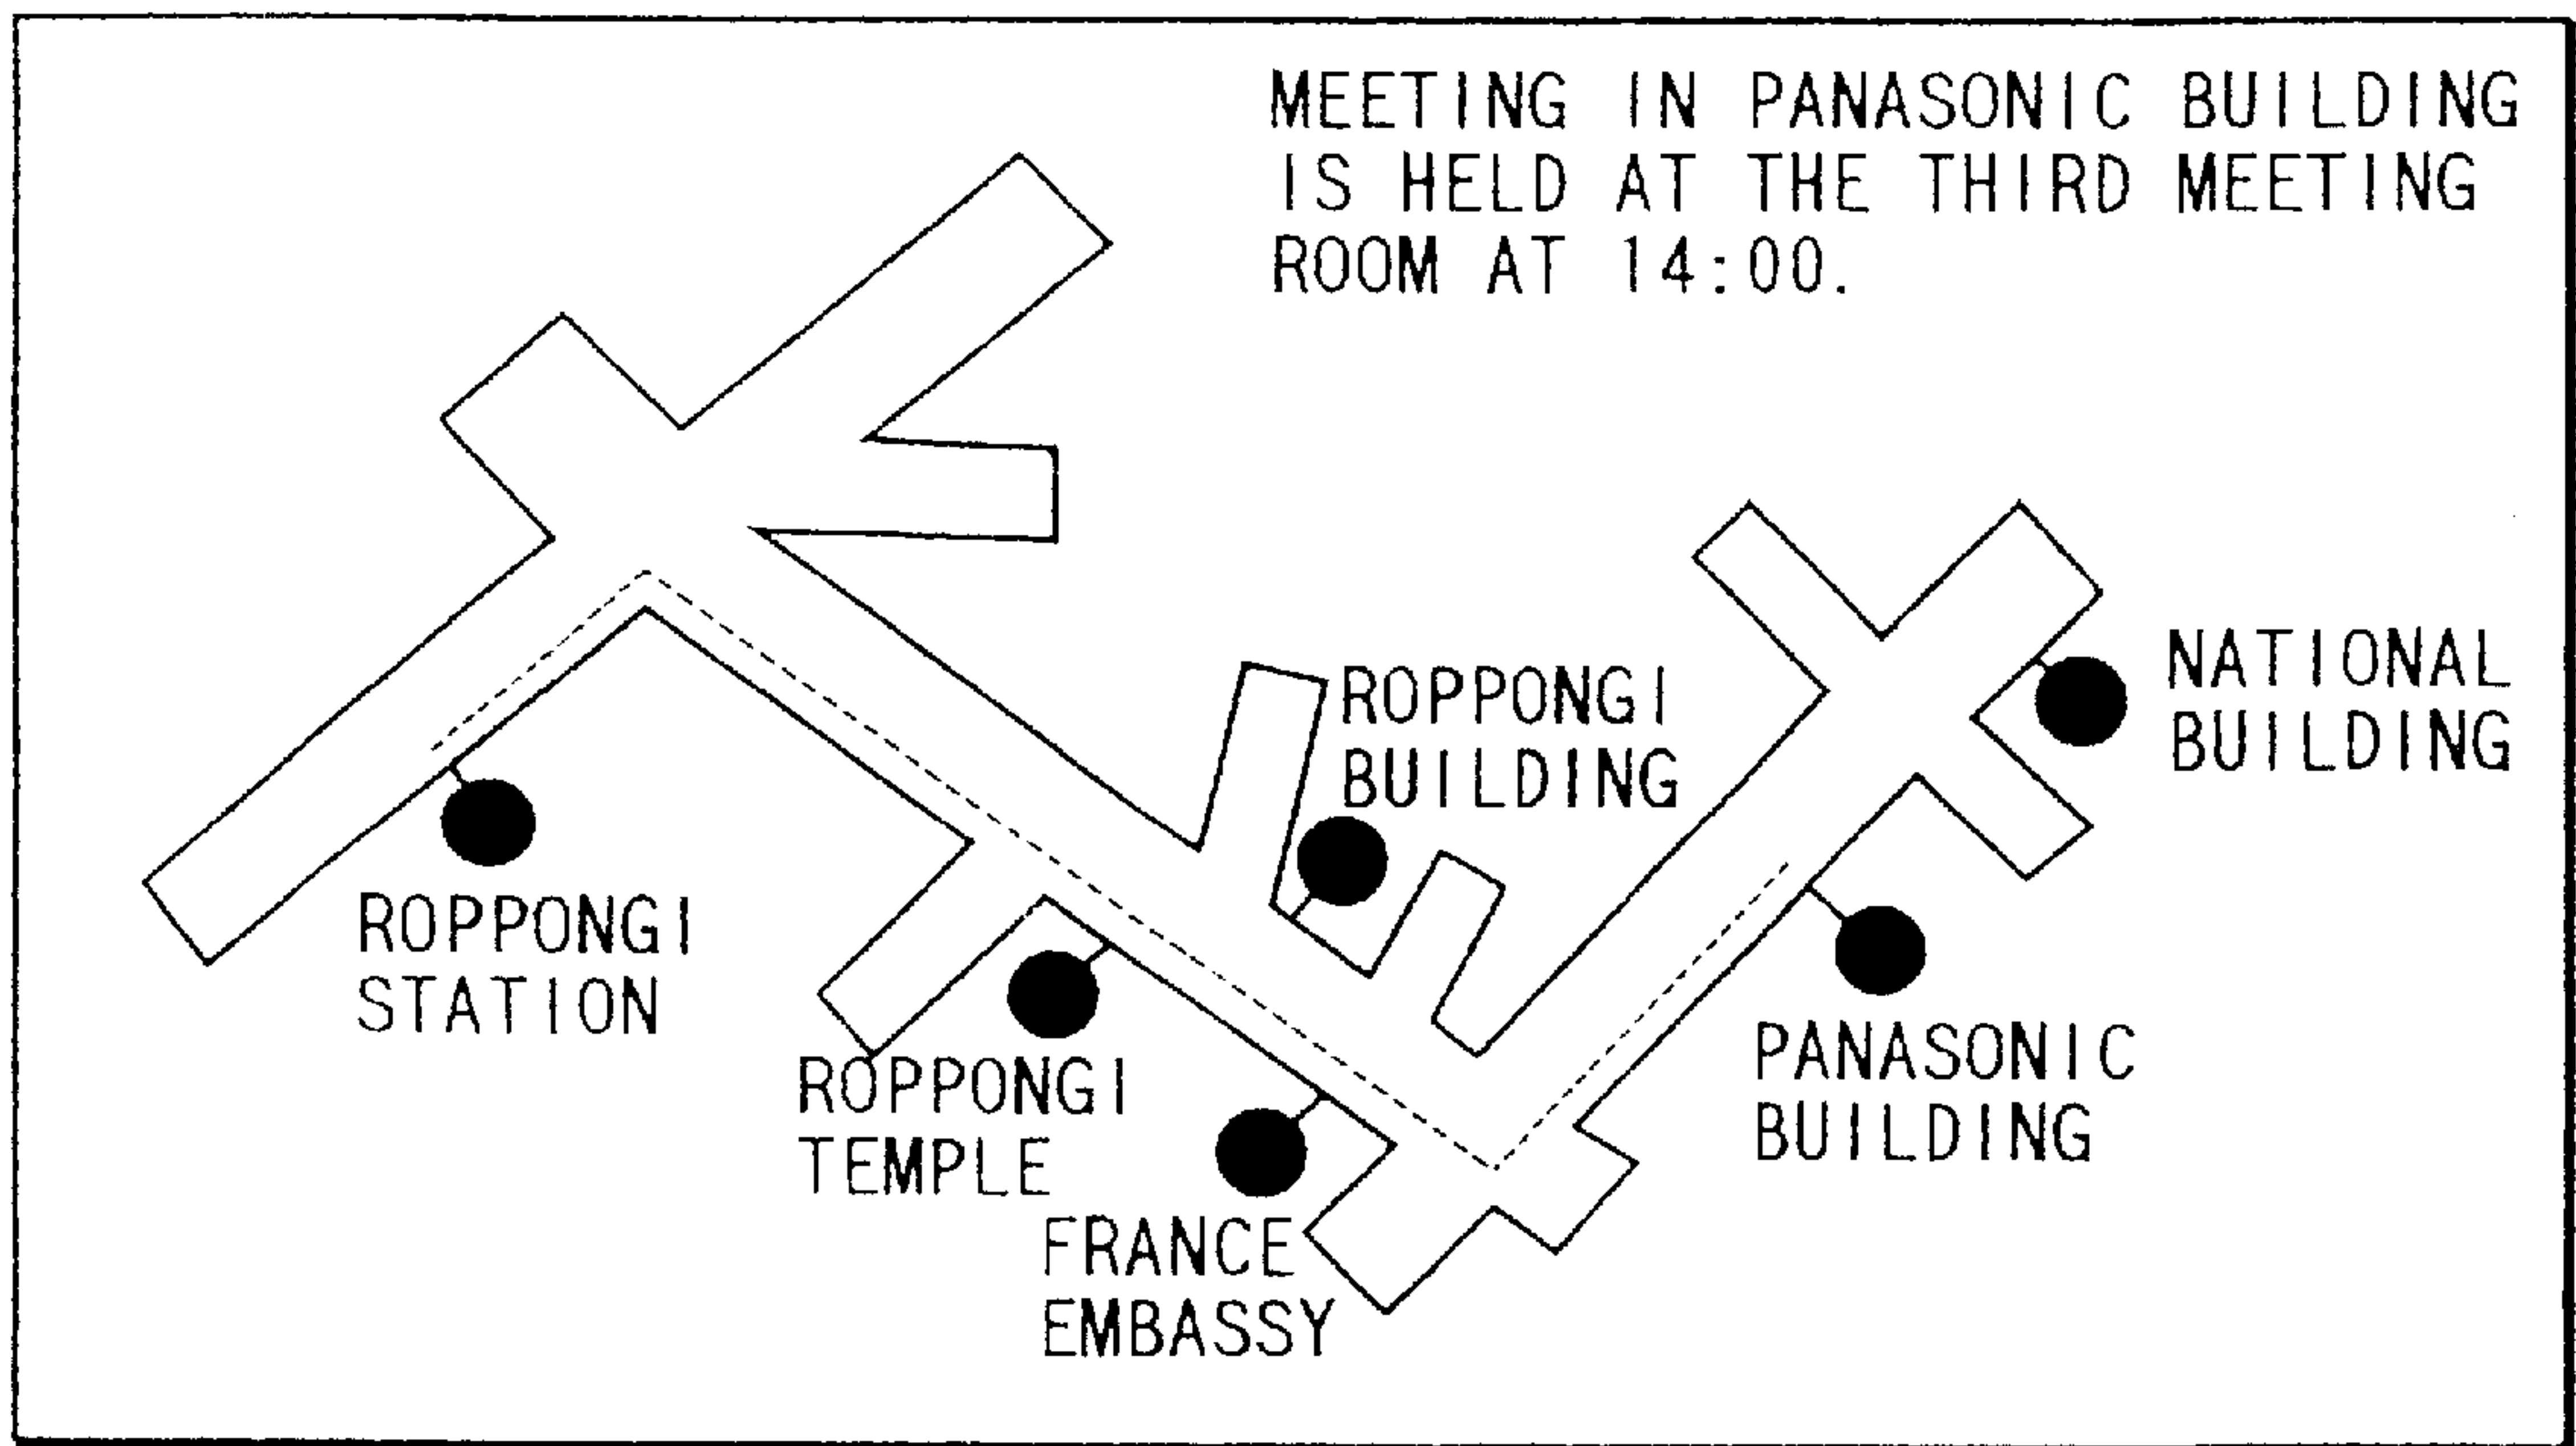 MEETING IN PANASONIC BUILDING
IS HELD AT THE THIRD MEETING
ROOM AT 14:00.
ROPPONGI
BUILDING
NATIONAL
BUILDING
ROPPONGI
STATION
ROPPONGI
TEMPLE
PANASONIC
BUILDING
FRANCE
EMBASSY